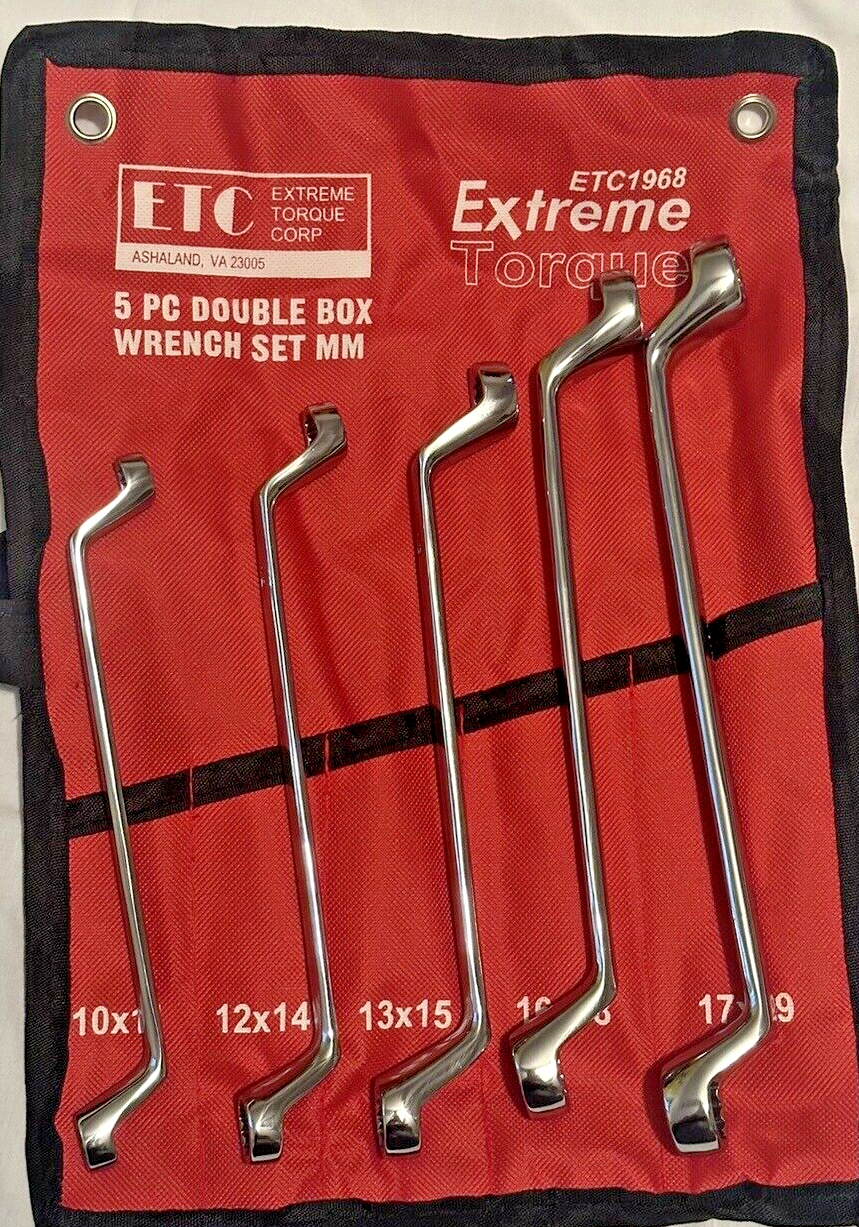 ETC EXTREME
TORQUE
CORP
ASHALAND, VA 23005
5 PC DOUBLE BOX
WRENCH SET MM
ETC1968
Extreme
Torque
12x14
13x15